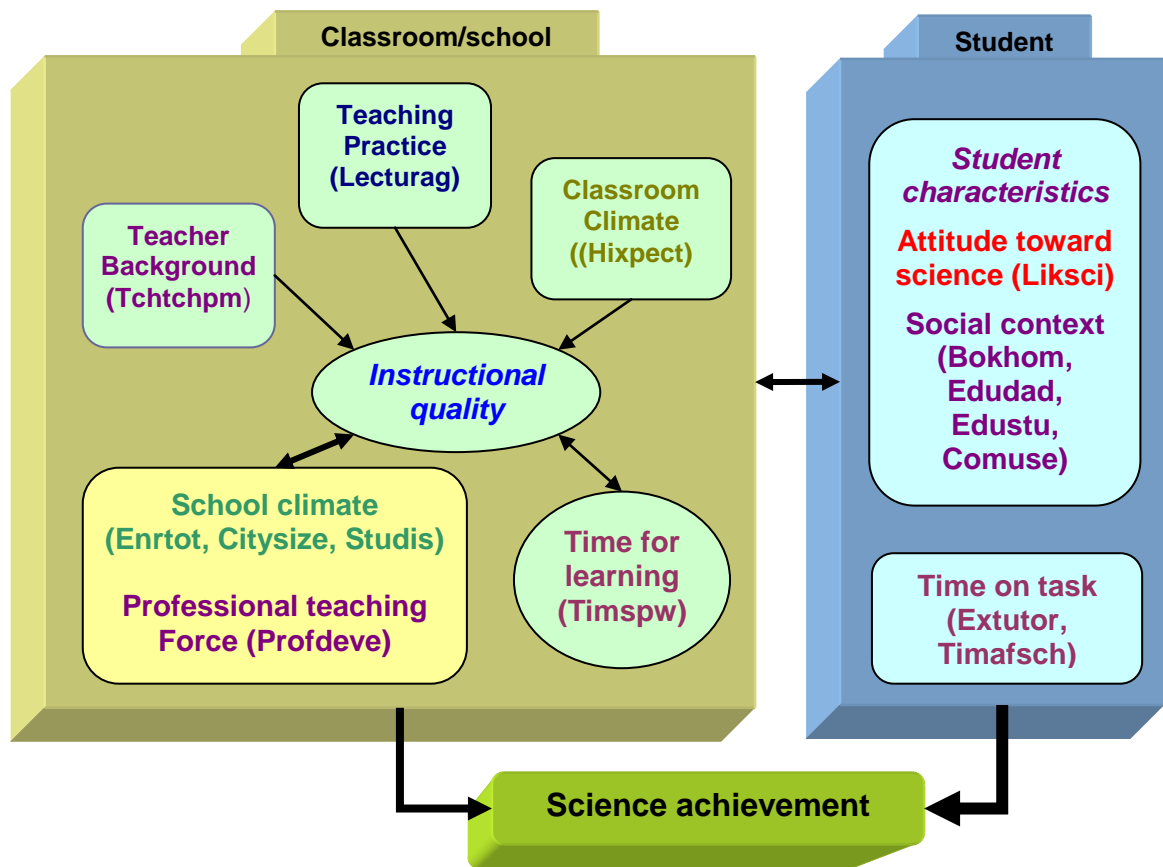 Classroom/school
Teaching
Practice
(Lecturag)
Classroom
Climate
((Hixpect)
Teacher
Background
(Tchtchpm)
Instructional
quality
School climate
(Enrtot, Citysize, Studis)
Professional teaching
Force (Profdeve)
Time for
learning
(Timspw)
Student
Student
characteristics
Attitude toward
science (Liksci)
Social context
(Bokhom,
Edudad,
Edustu,
Comuse)
Time on task
(Extutor,
Timafsch)
Science achievement